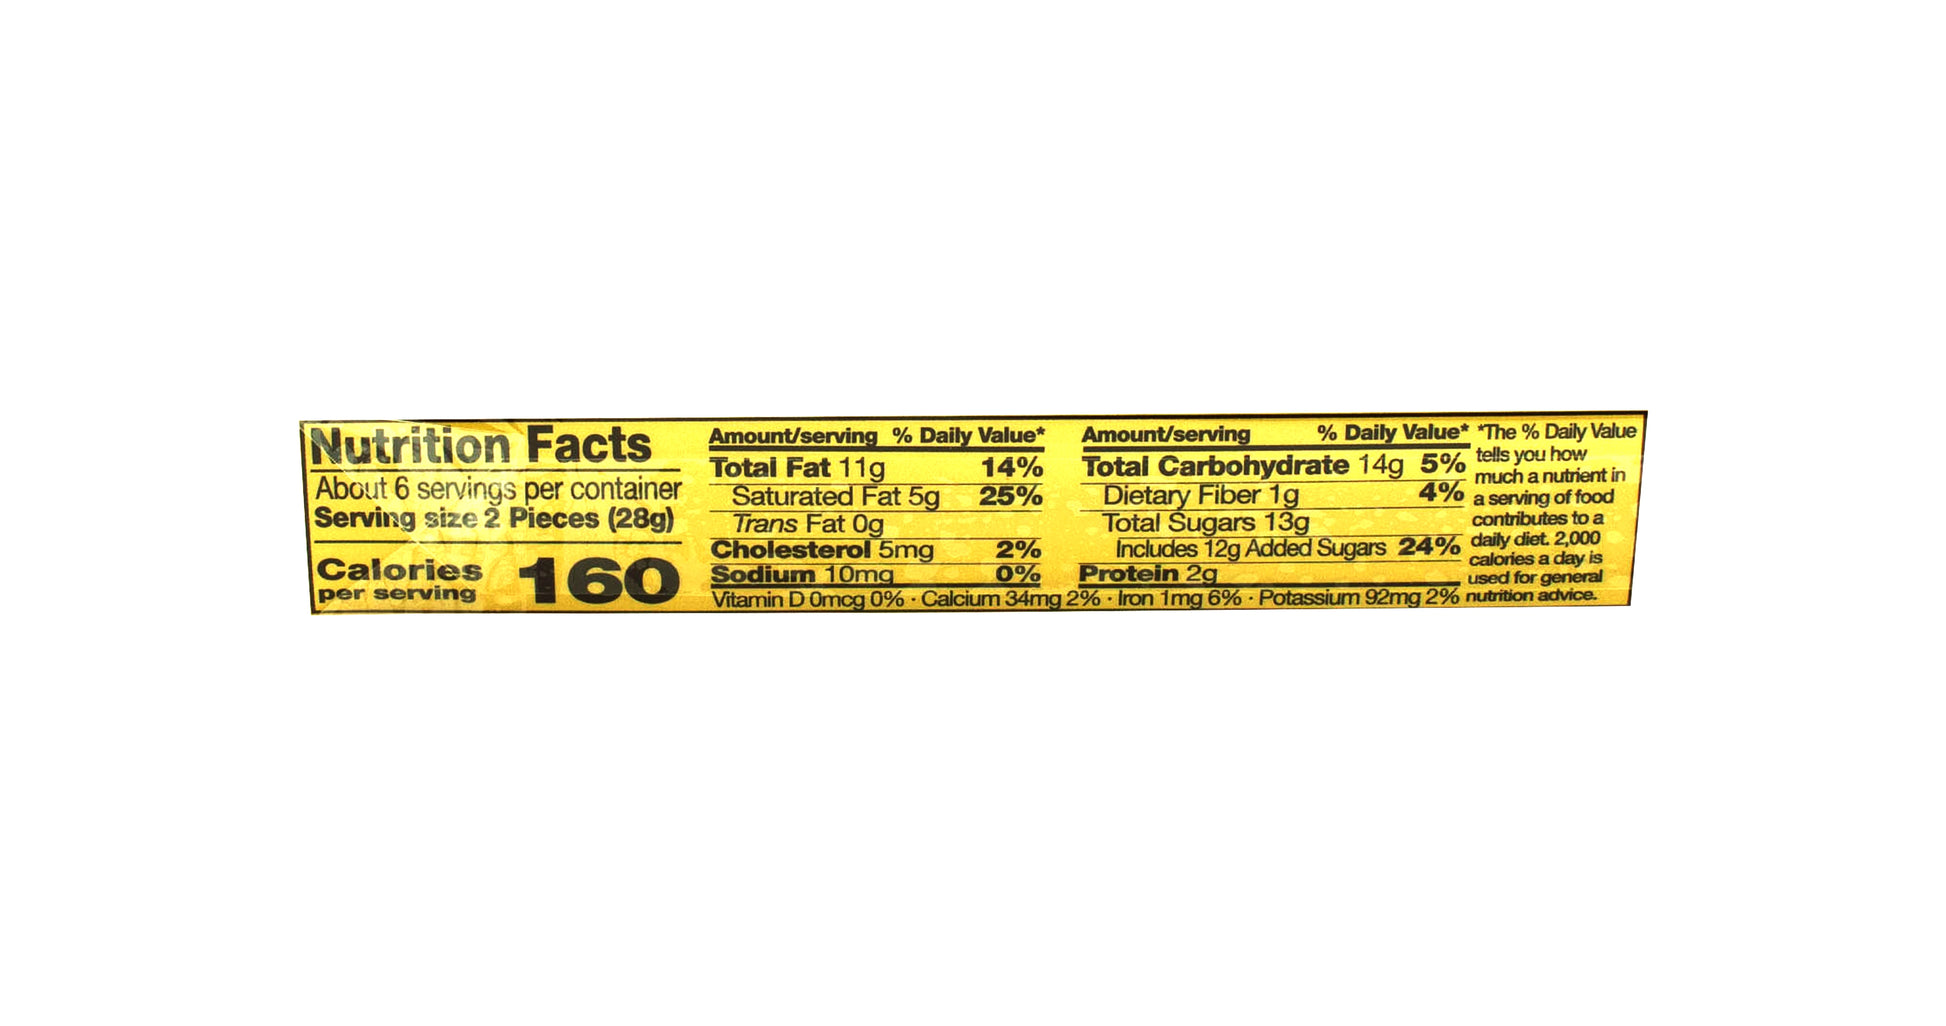 Nutrition Facts
About 6 servings per container
Serving size 2 Pieces (28g)
Calories
per serving
160
Amount/serving % Daily Value*
Total Fat 11g 14%
Saturated Fat 5g 25%
Trans Fat 0g
Cholesterol 5mg 2%
Sodium 10mg 0%
Amount/serving % Daily Value*
Total Carbohydrate 14g 5%
Dietary Fiber 1g 4%
Total Sugars 13g
Includes 12g Added Sugars 24%
Protein 2g
Vitamin D 0mcg 0% · Calcium 34mg 2% · Iron 1mg 6% · Potassium 92mg 2%
*The % Daily Value
tells you how
much a nutrient in
a serving of food
contributes to a
daily diet. 2,000
calories a day is
used for general
nutrition advice.